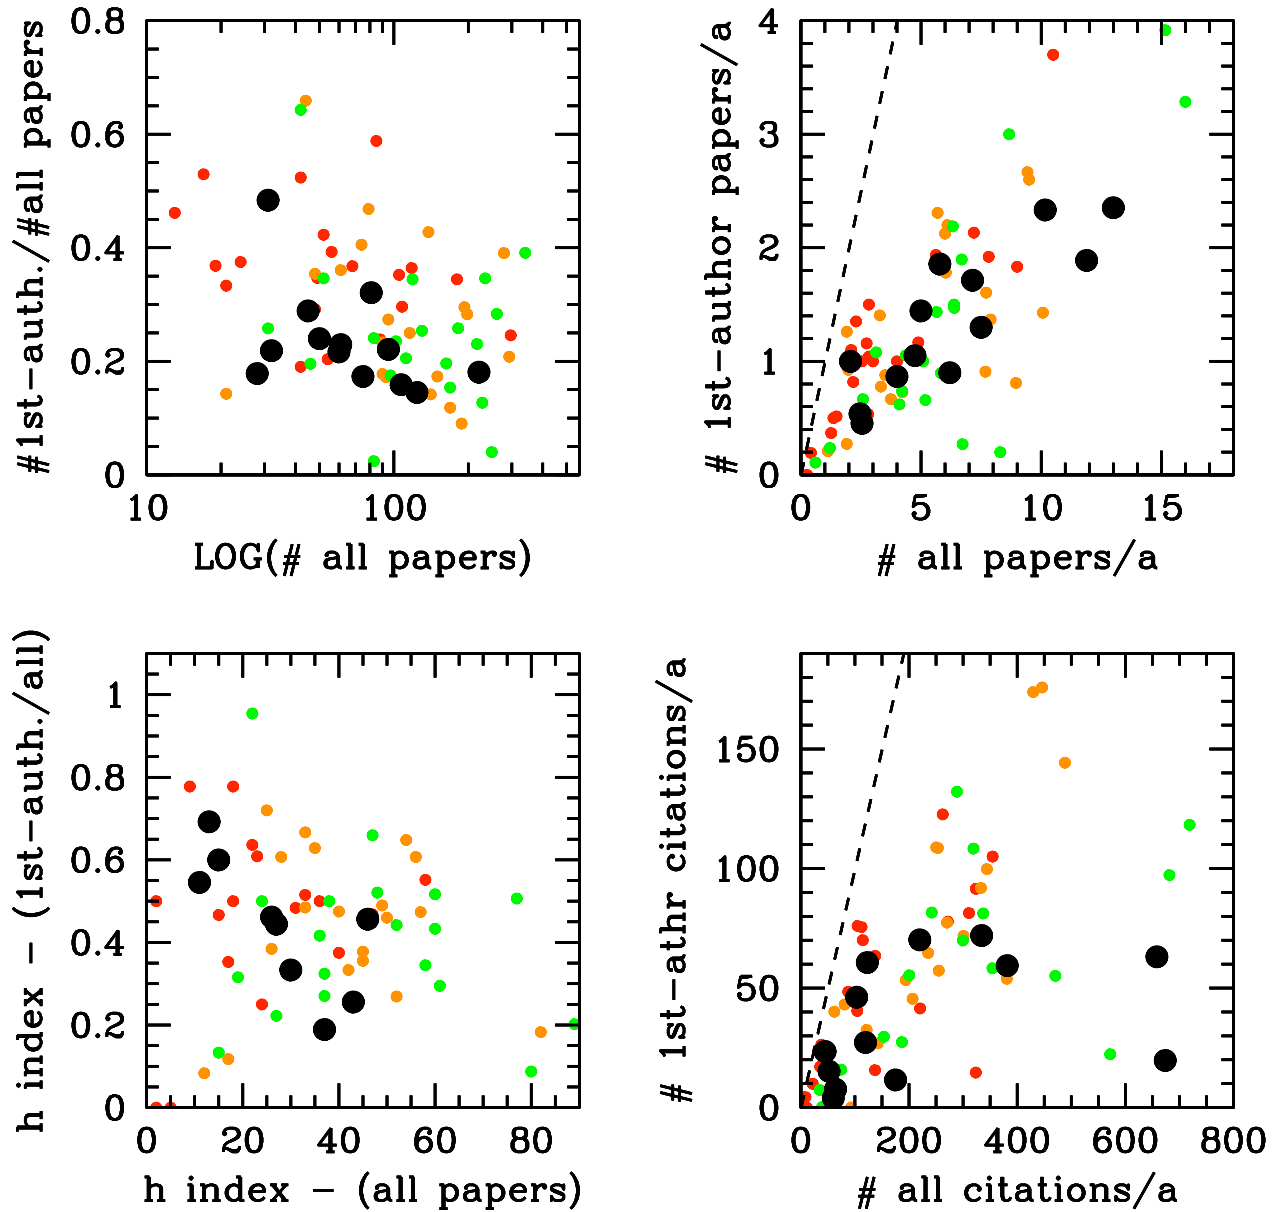 #1st-auth./#all papers
0.8
0.6
0.4
0.2
0
10 100
LOG(# all papers)
# 1st-author papers/a
4
3
2
1
0
0 5 10 15
# all papers/a
h index - (1st-auth./all)
1
0.8
0.6
0.4
0.2
0
0 20 40 60 80
h index - (all papers)
# 1st-athr citations/a
150
100
50
0
0 200 400 600 800
# all citations/a